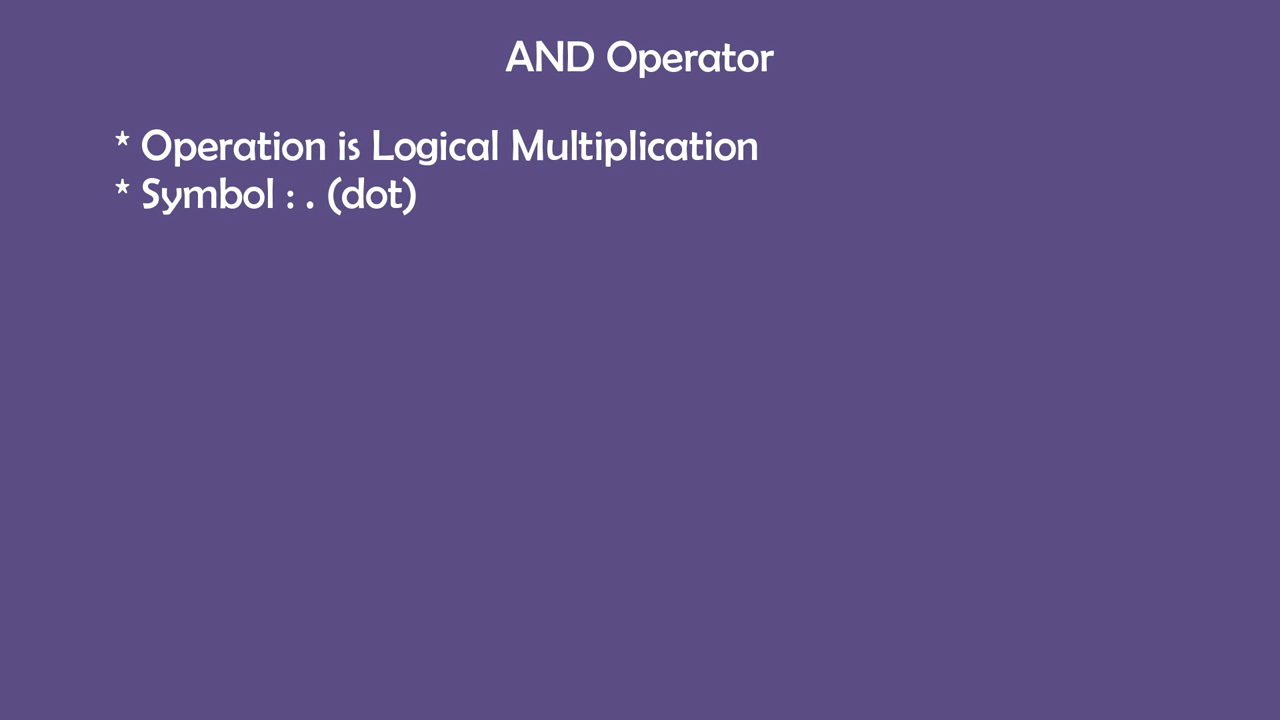 AND Operator
* Operation is Logical Multiplication
* Symbol : . (dot)